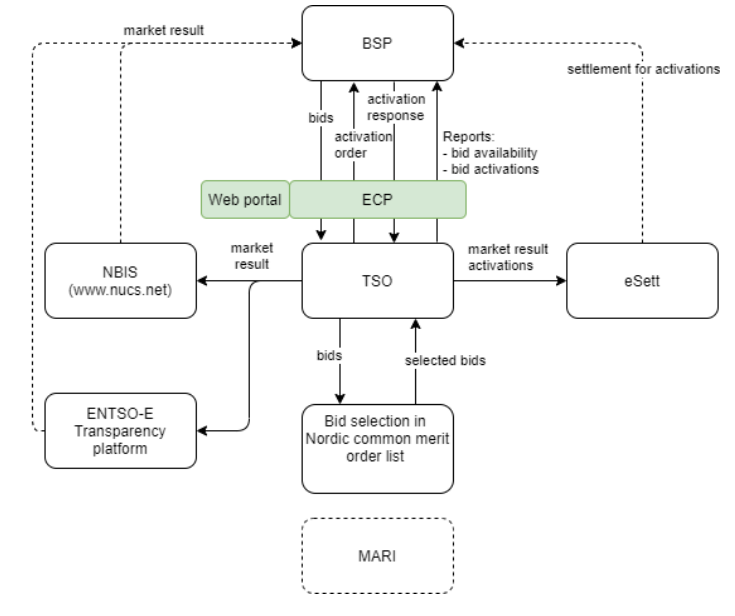 market result
BSP
settlement for activations
bids
activation
order
activation
response
Reports:
- bid availability
- bid activations
Web portal
ECP
NBIS
(www.nucs.net)
market
result
TSO
market result
activations
eSett
bids
selected bids
ENTSO-E
Transparency
platform
Bid selection in
Nordic common merit
order list
MARI